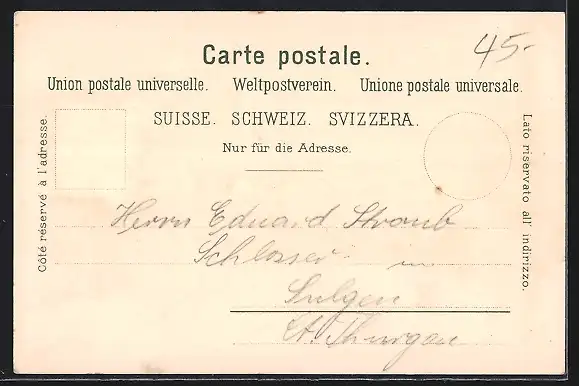 45.-
Carte postale.
Union postale universelle. Weltpostverein. Unione postale universale.
SUISSE. SCHWEIZ. SVIZZERA.
Nur für die Adresse.
Côté réservé à l'adresse.
Lato riservato all' indirizzo.
Herrn Eduard Straub
Schlosser in
Sulgen
Ct. Thurgau